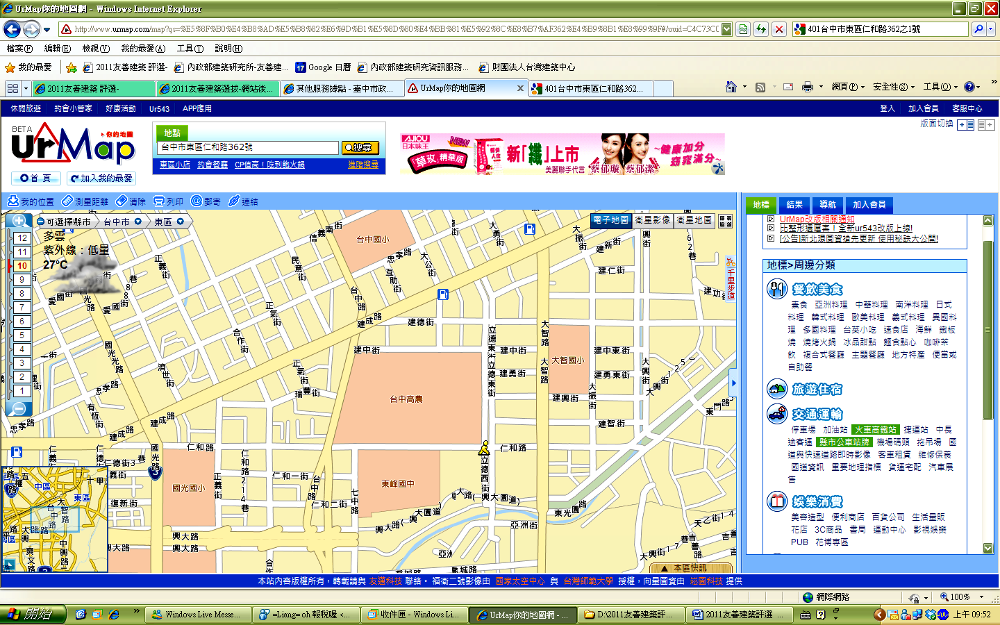 UrMap你的地圖網 - Windows Internet Explorer
http://www.urmap.com/map?qs=%E5%8F%B0%E4%B8%AD%E5%B8%82%E6%9D%B1%E5%8D%80%E4%BB%81%E5%92%8C%E8%B7%AF362%E4%B9%8B1%E8%99%9F#/uuid=C4C73C0
401台中市東區仁和路362之1號
檔案(F) 編輯(E) 檢視(V) 我的最愛(A) 工具(T) 說明(H)
我的最愛 2011友善建築 評選- 內政部建築研究所-友善建... Google 日曆 內政部建築研究資訊服務... 財團法人台灣建築中心
2011友善建築 評選- 2011友善建築選拔-網站後... 其他服務據點 - 臺中市政... UrMap你的地圖網 401台中市東區仁和路362... 網頁(P) 安全性(S) 工具(O)
休閒旅遊 約會小管家 好康活動 Ur543 APP應用 登入 加入會員 客服中心
版面切換
BETA UrMap 你的地圖
地點
台中市東區仁和路362號 搜尋
東區小店 約會餐廳 CP值高！吃到飽火鍋 進階搜尋
首 頁 加入我的最愛
AJIOU 日本味王 NEW 「草玫」精華版 新「纖」上市 美麗聯手代言 蔡郁璇 蔡郁潔 ~健康加分 窈窕滿分~
我的位置 測量距離 清除 列印 郵寄 連結
可選擇縣市 台中市 東區
電子地圖 衛星影像 衛星地圖
多雲
紫外線：低量
27°C
12
11
10
9
8
7
6
5
4
3
2
1
台中國小
信義南街
民意街
正義街
愛國街
正氣街
合作街
互助街
忠孝路
大公街
大勇街
大振街
建新街
建仁街
建功街
建成路
建德街
台中路
立德東街
大智路
建中街
建中東街
大智國小
建勇街
建勇東街
建興街
建智街
台中高農
國光路
濟世街
瑞豐街
有恆街
忠孝路
建成路
仁和路
仁和路
東門路
國光路
3
仁德街3巷
國光國小
正義街
仁和路214巷
仁和一街
仁和二街
台中路
七中路
東峰國中
立德西街
興大路(興大園道)
東光園路
亞洲街
復新街
興大路
興大路
大興街17巷
吉善路
天乙街14
千里步道
本區快訊
中區
東區
地標 結果 導航 加入會員
UrMap改版相關通知
比整形還厲害！全新ur543改版上線!
[公告]新北環圖資搶先更新 使用秘訣大公開!
地標>周邊分類
餐飲美食
素食 亞洲料理 中華料理 南洋料理 日式
料理 韓式料理 歐美料理 義式料理 異國料
理 多國料理 台菜小吃 速食店 海鮮 鐵板
燒 燒烤火鍋 冰品甜點 麵食點心 咖啡茶
飲 複合式餐廳 主題餐廳 地方特產 便當或
自助餐
旅遊住宿
交通運輸
停車場 加油站 火車高鐵站 捷運站 中長
途客運 縣市公車站牌 機場碼頭 拖吊場 國
道與快速道路即時影像 客車租賃 維修保養
國道資訊 重要地理指標 貨運宅配 汽車展
售
娛樂消費
美容造型 便利商店 百貨公司 生活量販
花店 3C商品 書局 運動中心 影視娛樂
PUB 花博專區
本站內容版權所有，轉載請與 友邁科技 聯絡。 福衛二號影像由 國家太空中心 與 台灣師範大學 授權，向量圖資由 崧圖科技 提供
網際網路 100%
開始 Windows Live Messe... =Liang= oh 報稅喔 <... 收件匣 - Windows Li... UrMap你的地圖網 - ... D:\2011友善建築評... 2011友善建築評選 ... 上午 09:52